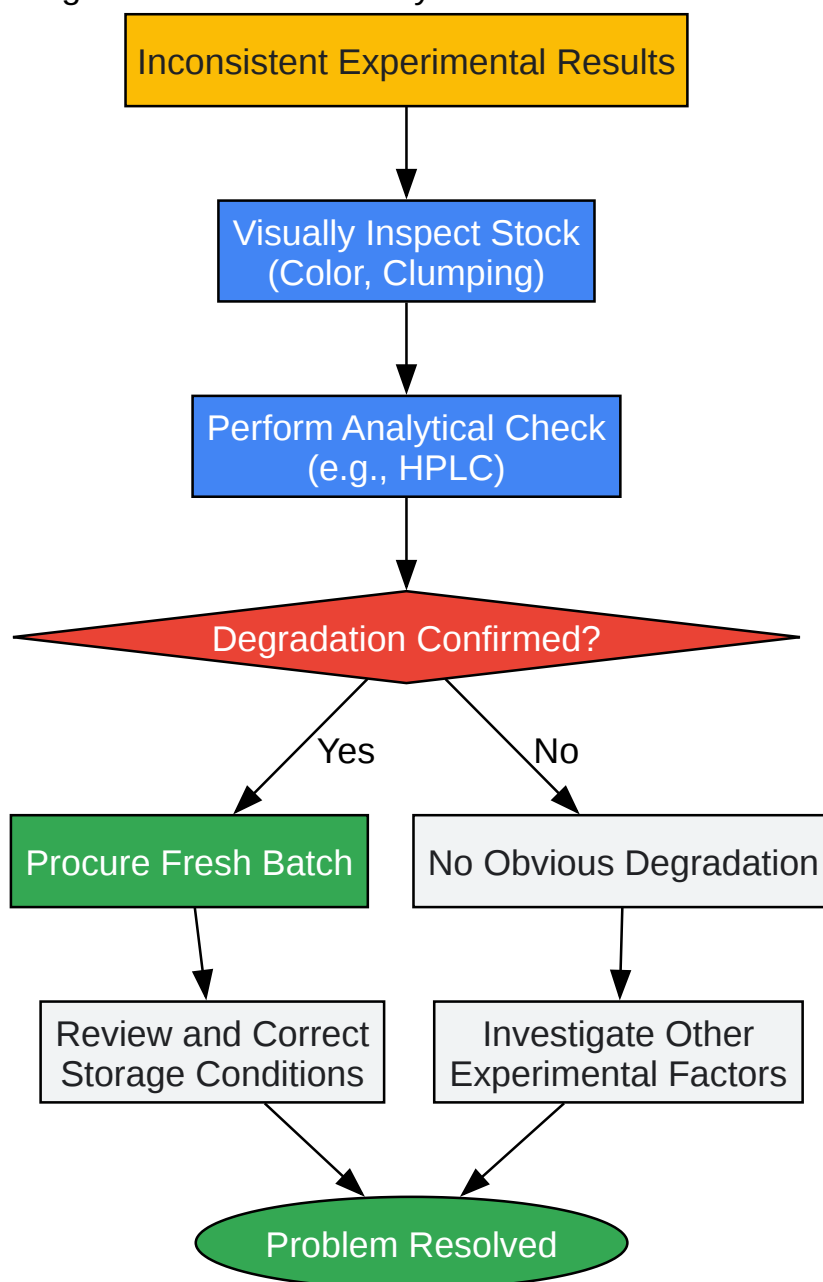 Inconsistent Experimental Results
Visually Inspect Stock
(Color, Clumping)
Perform Analytical Check
(e.g., HPLC)
Degradation Confirmed?
Yes
No
Procure Fresh Batch
No Obvious Degradation
Review and Correct
Storage Conditions
Investigate Other
Experimental Factors
Problem Resolved